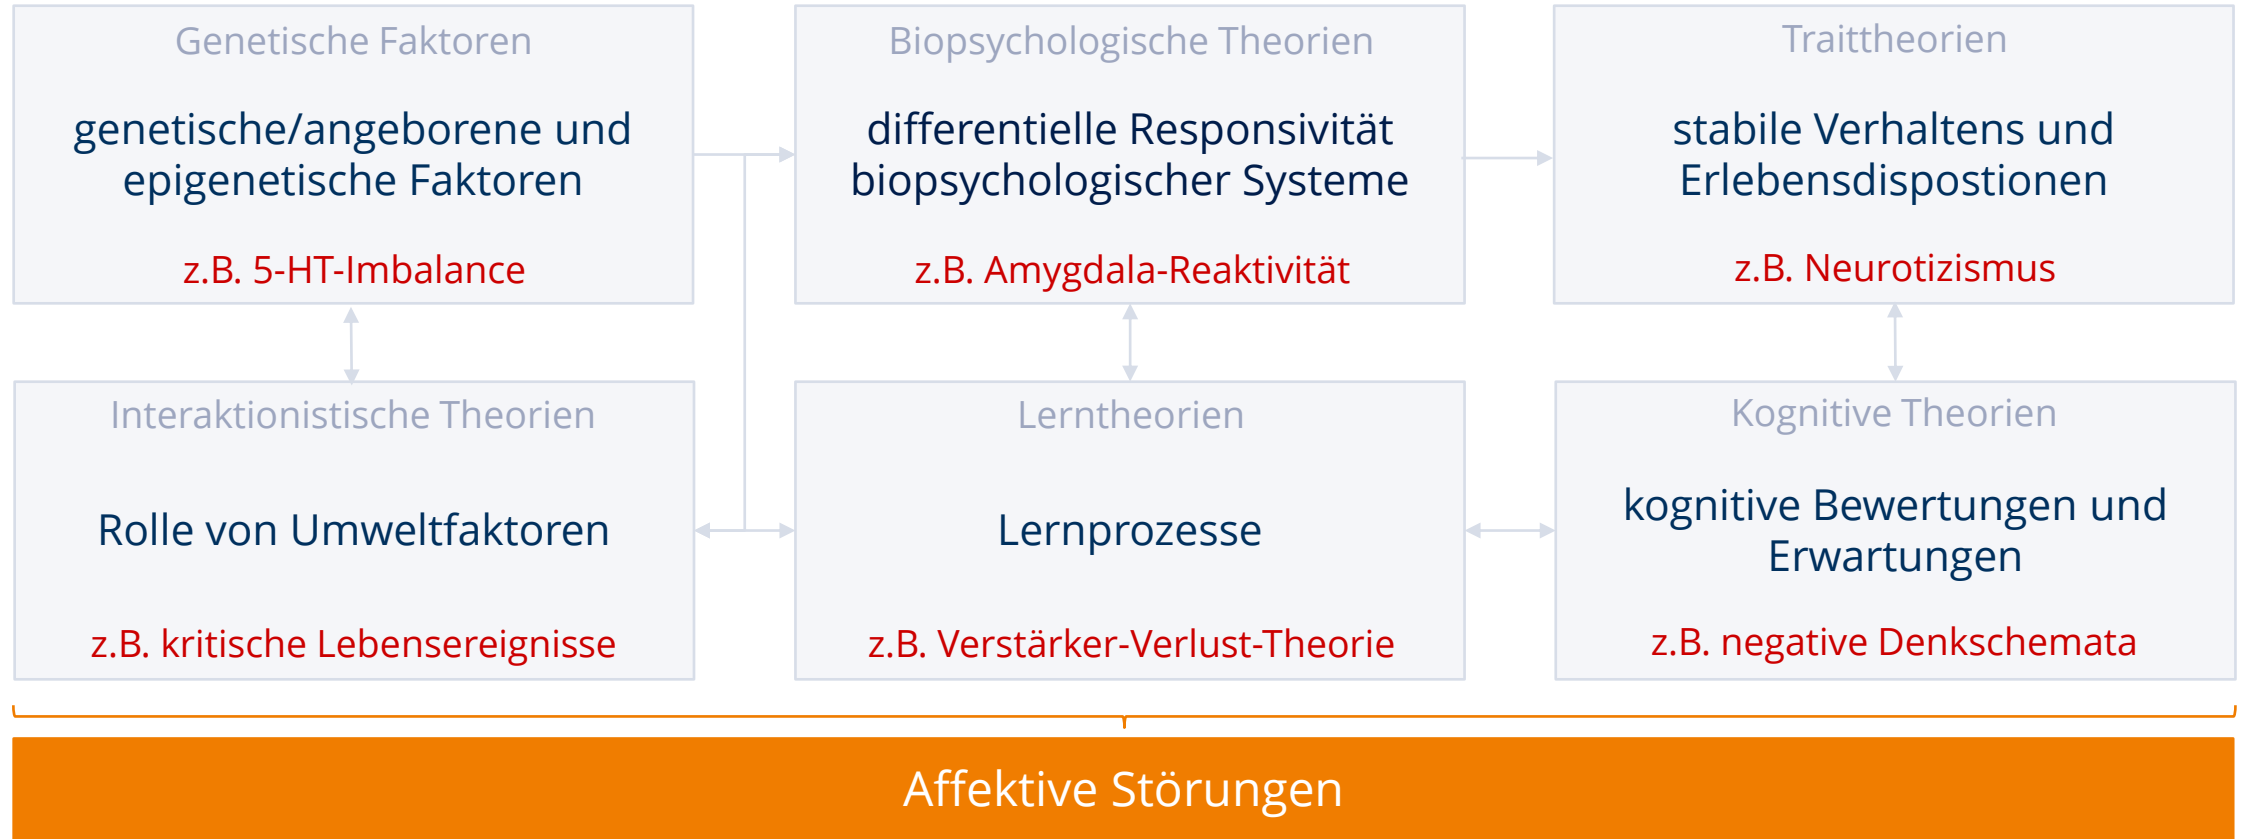 Genetische Faktoren
genetische/angeborene und
epigenetische Faktoren
z.B. 5-HT-Imbalance
Biopsychologische Theorien
differentielle Responsivität
biopsychologischer Systeme
z.B. Amygdala-Reaktivität
Traittheorien
stabile Verhaltens und
Erlebensdispostionen
z.B. Neurotizismus
Interaktionistische Theorien
Rolle von Umweltfaktoren
z.B. kritische Lebensereignisse
Lerntheorien
Lernprozesse
z.B. Verstärker-Verlust-Theorie
Kognitive Theorien
kognitive Bewertungen und
Erwartungen
z.B. negative Denkschemata
Affektive Störungen